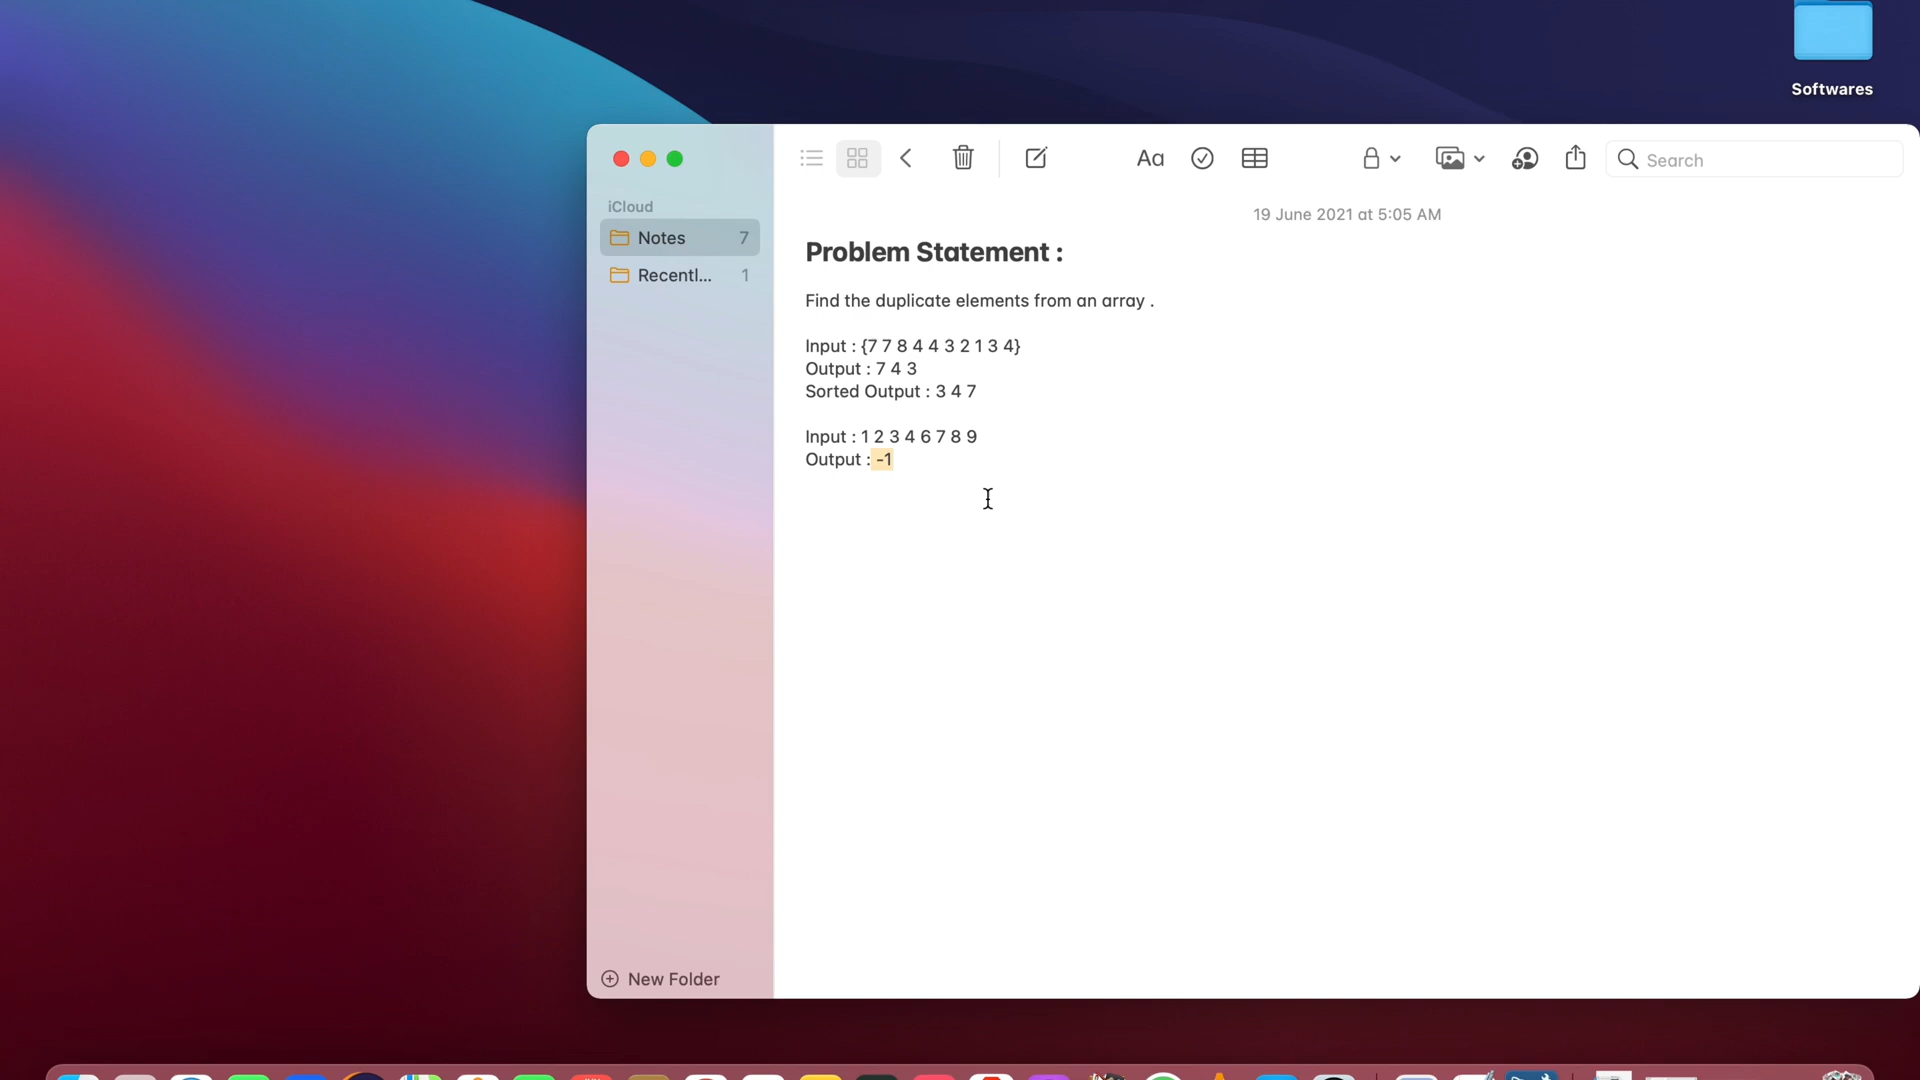 Softwares
Search
iCloud
Notes 7
Recentl... 1
19 June 2021 at 5:05 AM
Problem Statement :
Find the duplicate elements from an array .
Input : {7 7 8 4 4 3 2 1 3 4}
Output : 7 4 3
Sorted Output : 3 4 7
Input : 1 2 3 4 6 7 8 9
Output : -1
New Folder